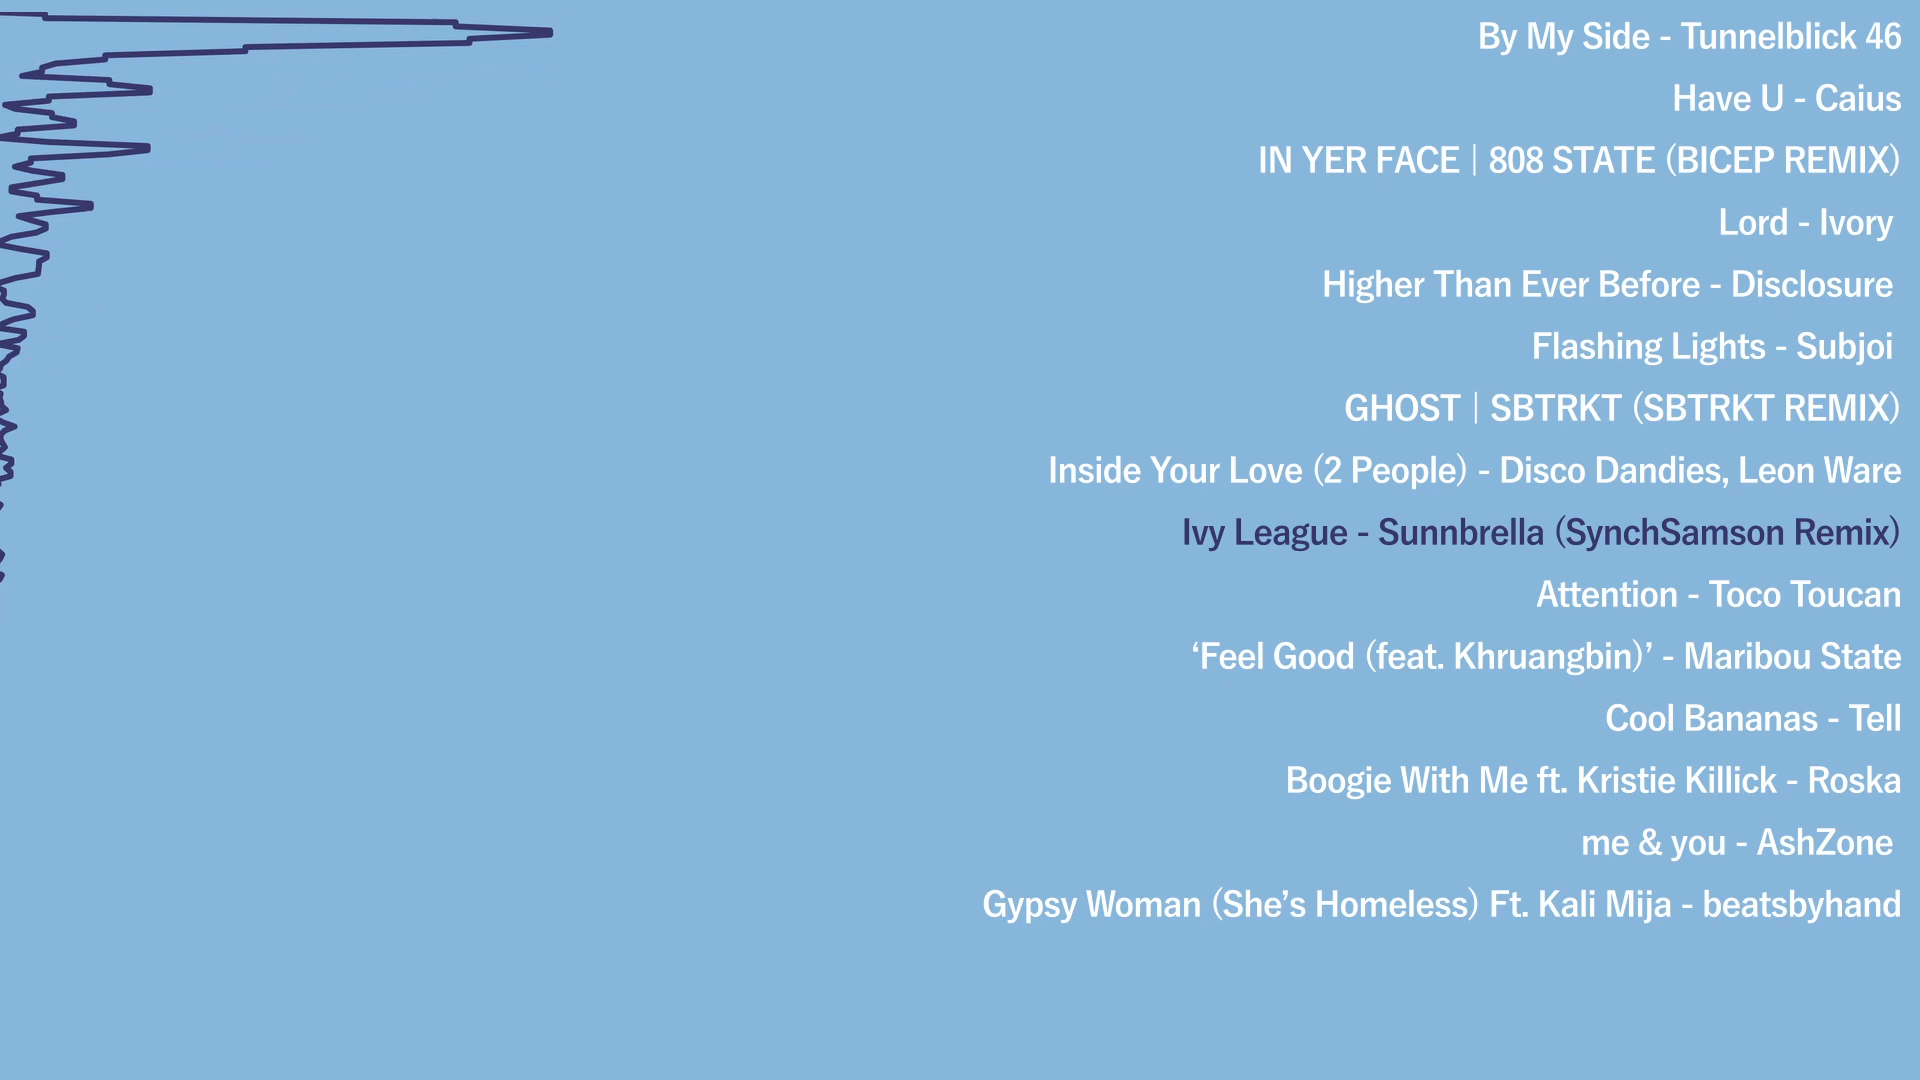 By My Side - Tunnelblick 46
Have U - Caius
IN YER FACE | 808 STATE (BICEP REMIX)
Lord - Ivory
Higher Than Ever Before - Disclosure
Flashing Lights - Subjoi
GHOST | SBTRKT (SBTRKT REMIX)
Inside Your Love (2 People) - Disco Dandies, Leon Ware
Ivy League - Sunnbrella (SynchSamson Remix)
Attention - Toco Toucan
‘Feel Good (feat. Khruangbin)’ - Maribou State
Cool Bananas - Tell
Boogie With Me ft. Kristie Killick - Roska
me & you - AshZone
Gypsy Woman (She’s Homeless) Ft. Kali Mija - beatsbyhand